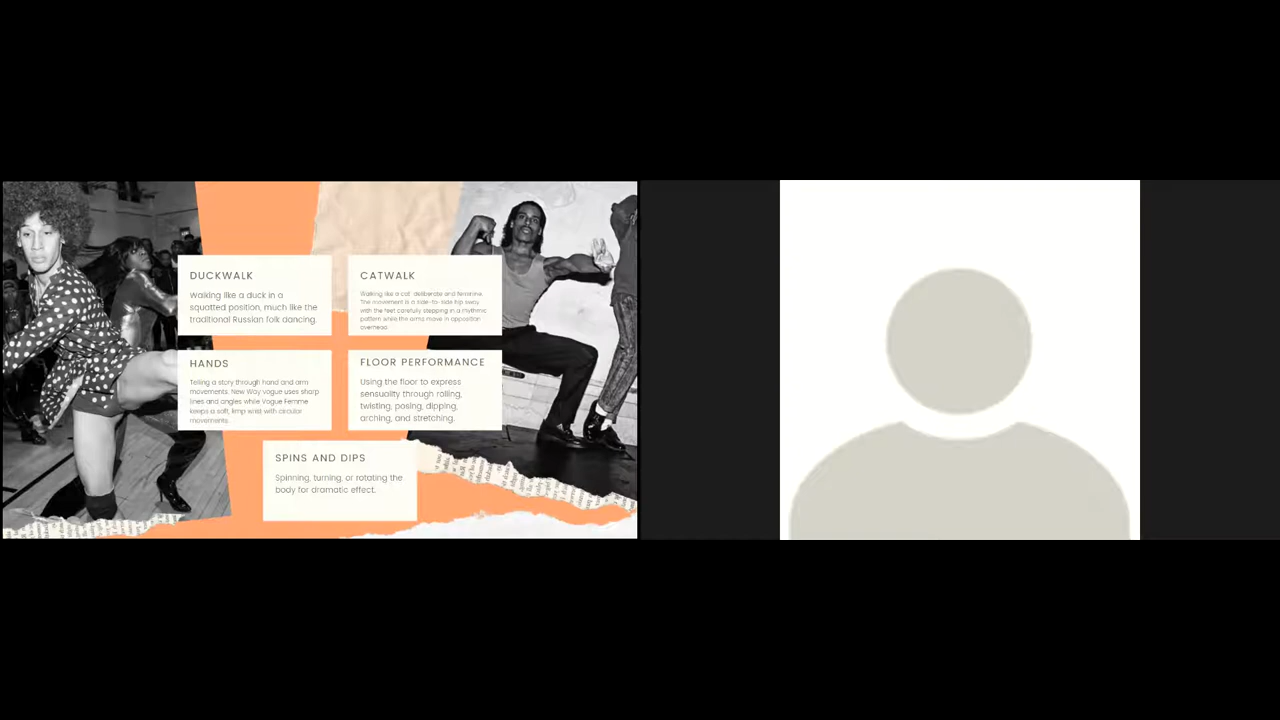 DUCKWALK
Walking like a duck in a
squatted position, much like the
traditional Russian folk dancing.
CATWALK
Walking like a cat: deliberate and feminine.
The movement is a side-to-side hip sway
with the feet carefully stepping in a rhythmic
pattern while the arms move in opposition
overhead.
HANDS
Telling a story through hand and arm
movements. New Way vogue uses sharp
lines and angles while Vogue Femme
keeps a soft, limp wrist with circular
movements.
FLOOR PERFORMANCE
Using the floor to express
sensuality through rolling,
twisting, posing, dipping,
arching, and stretching.
SPINS AND DIPS
Spinning, turning, or rotating the
body for dramatic effect.